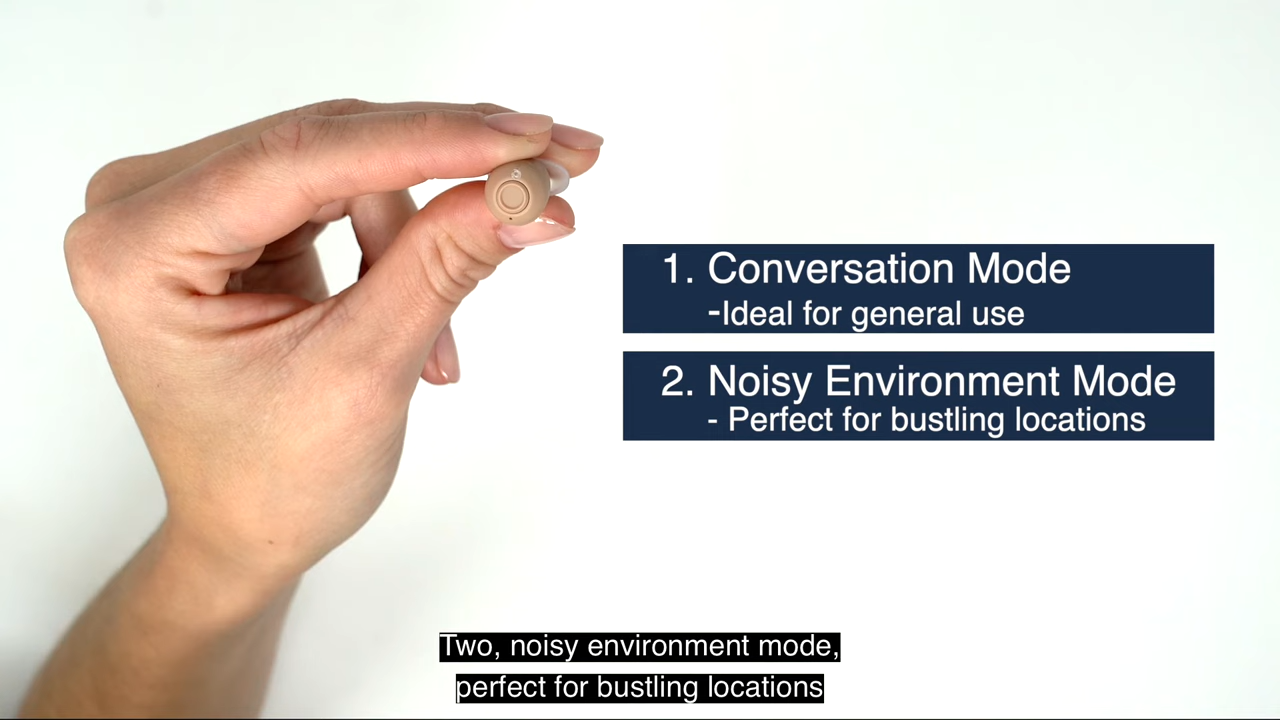 1. Conversation Mode
-Ideal for general use
2. Noisy Environment Mode
- Perfect for bustling locations
Two, noisy environment mode,
perfect for bustling locations